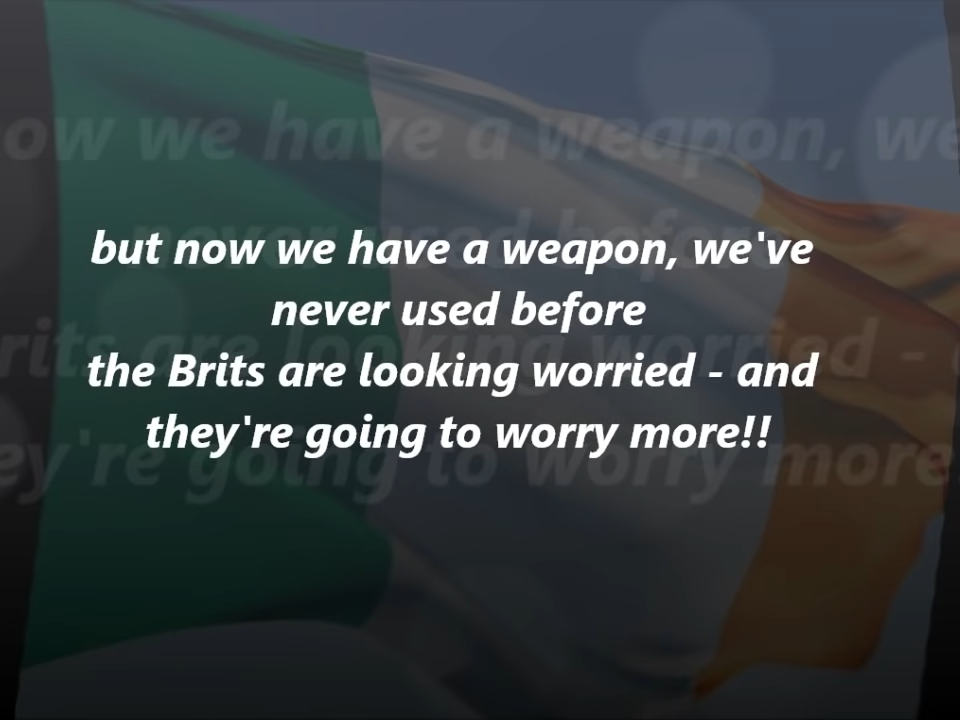 but now we have a weapon, we've
never used before
the Brits are looking worried - and
they're going to worry more!!